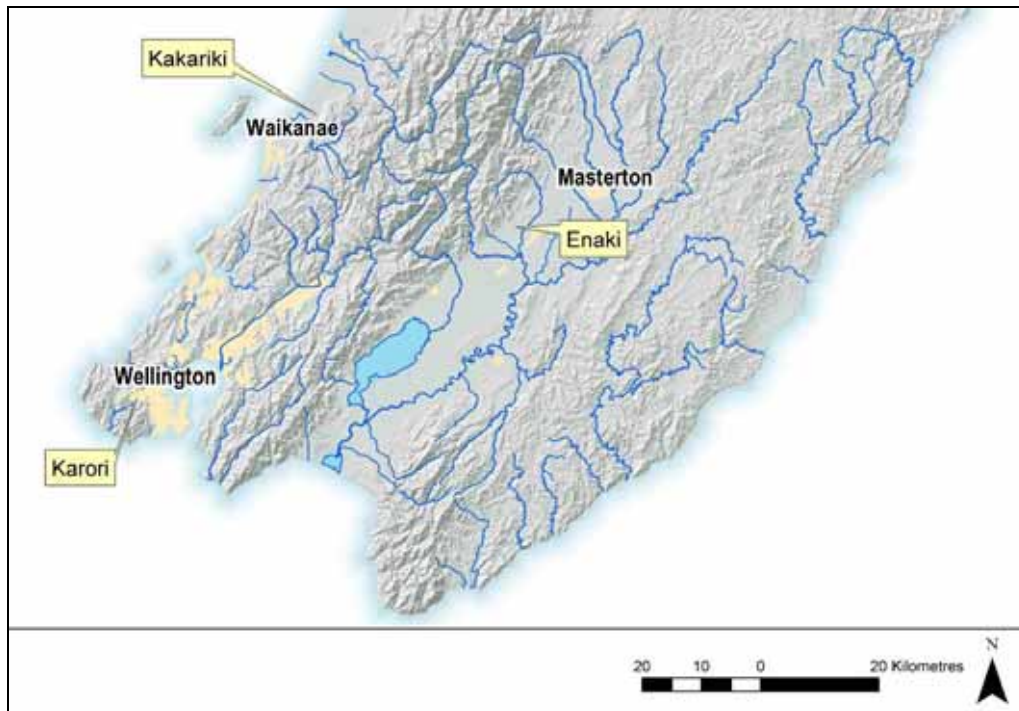 Kakariki
Waikanae
Masterton
Enaki
Wellington
Karori
N
20 10 0 20 Kilometres